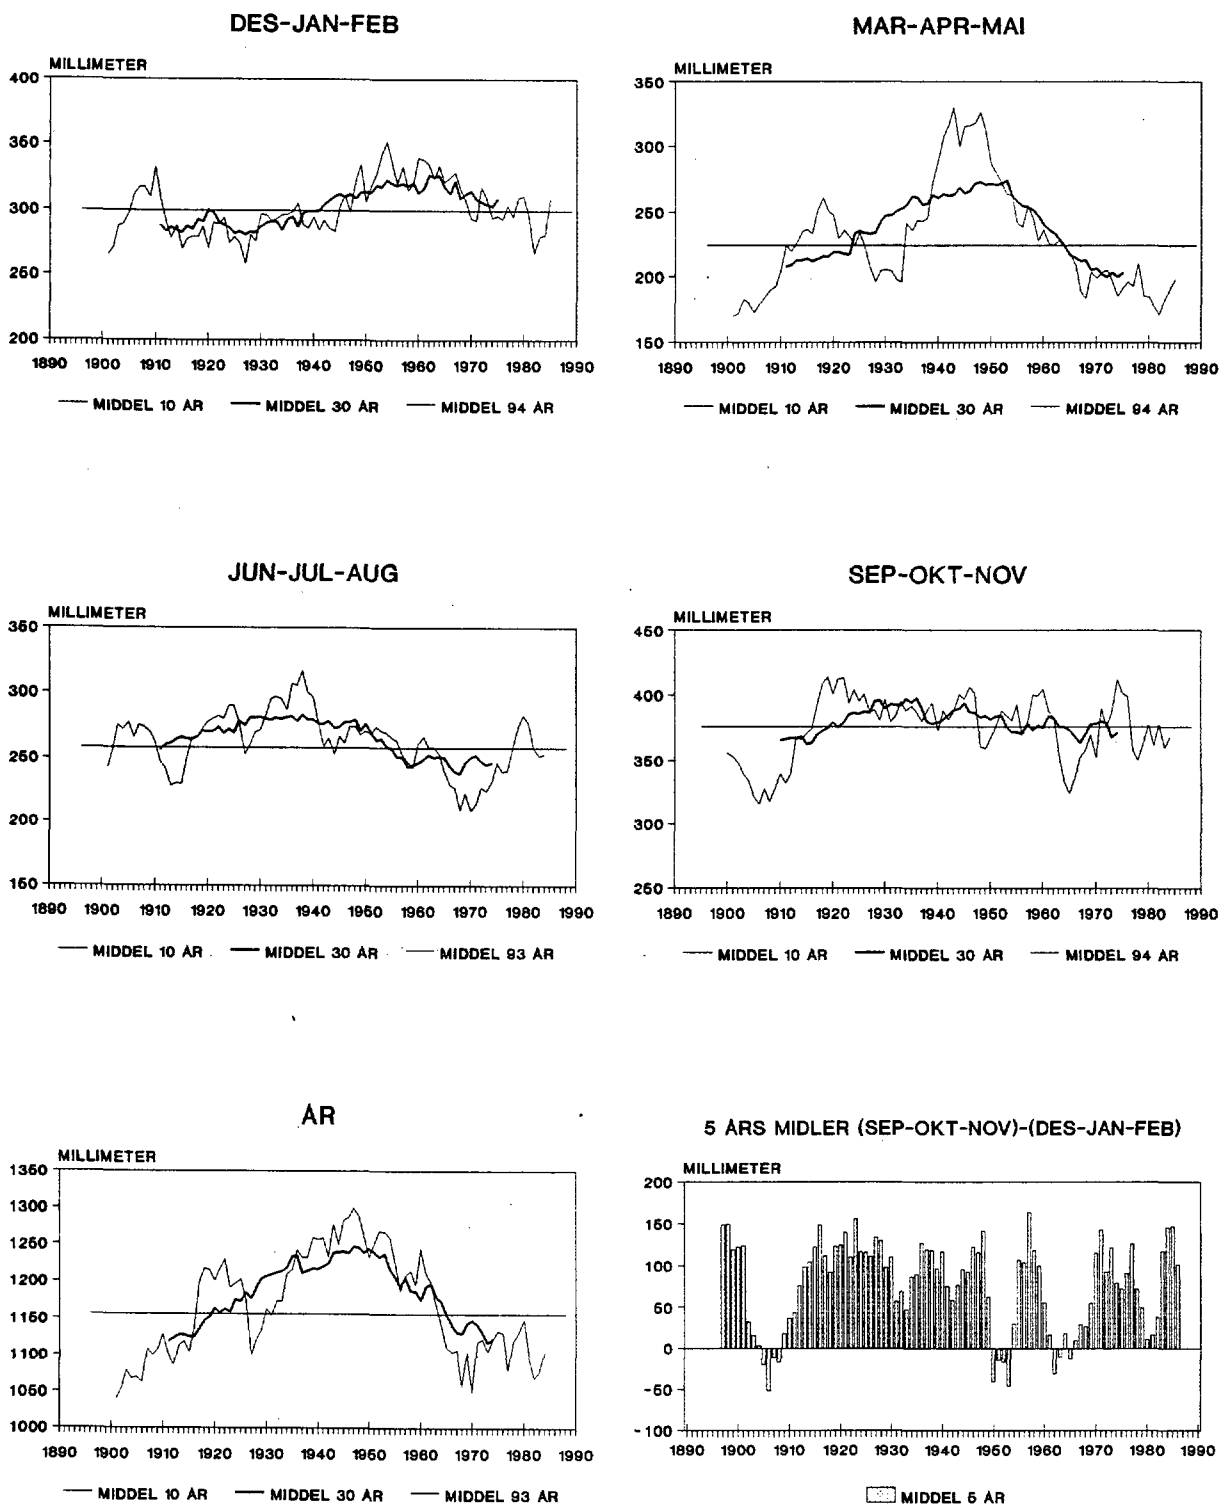 DES-JAN-FEB
MILLIMETER
400
360
300
250
200
1890 1900 1910 1920 1930 1940 1950 1960 1970 1980 1990
MIDDEL 10 ÅR MIDDEL 30 ÅR MIDDEL 94 ÅR
MAR-APR-MAI
MILLIMETER
350
300
250
200
150
1890 1900 1910 1920 1930 1940 1950 1960 1970 1980 1990
MIDDEL 10 ÅR MIDDEL 30 ÅR MIDDEL 94 ÅR
JUN-JUL-AUG
MILLIMETER
350
300
250
200
150
1890 1900 1910 1920 1930 1940 1950 1960 1970 1980 1990
MIDDEL 10 ÅR MIDDEL 30 ÅR MIDDEL 93 ÅR
SEP-OKT-NOV
MILLIMETER
450
400
350
300
250
1890 1900 1910 1920 1930 1940 1950 1960 1970 1980 1990
MIDDEL 10 ÅR MIDDEL 30 ÅR MIDDEL 94 ÅR
ÅR
MILLIMETER
1350
1300
1250
1200
1150
1100
1050
1000
1890 1900 1910 1920 1930 1940 1950 1960 1970 1980 1990
MIDDEL 10 ÅR MIDDEL 30 ÅR MIDDEL 93 ÅR
5 ÅRS MIDLER (SEP-OKT-NOV)-(DES-JAN-FEB)
MILLIMETER
200
150
100
50
0
-50
-100
1890 1900 1910 1920 1930 1940 1950 1960 1970 1980 1990
MIDDEL 5 ÅR